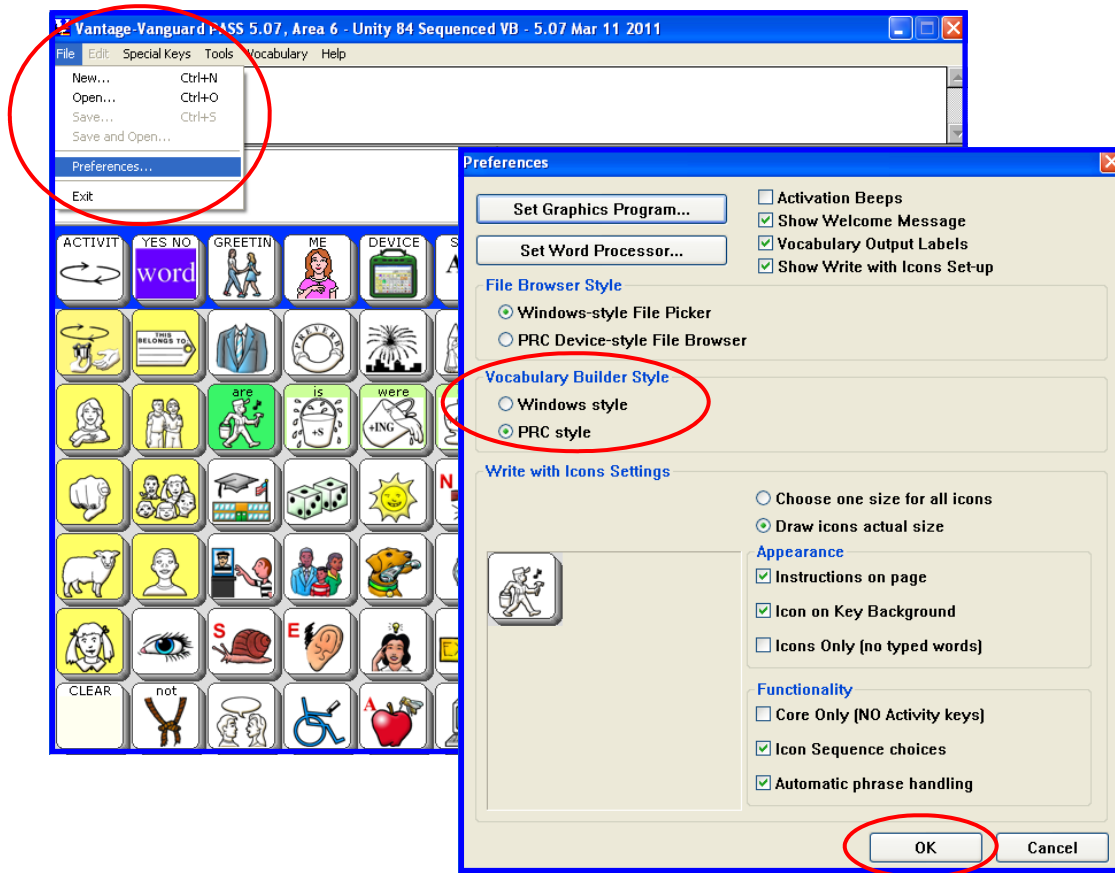 Vantage-Vanguard PASS 5.07, Area 6 - Unity 84 Sequenced VB - 5.07 Mar 11 2011
File Edit Special Keys Tools Vocabulary Help
New... Ctrl+N
Open... Ctrl+O
Save... Ctrl+S
Save and Open...
Preferences...
Exit
ACTIVIT YES NO GREETIN ME DEVICE S
word A
THIS BELONGS TO PREVERB
are is were
+S +ING
N
S E
CLEAR not
A
Preferences
Set Graphics Program...
Set Word Processor...
Activation Beeps
Show Welcome Message
Vocabulary Output Labels
Show Write with Icons Set-up
File Browser Style
Windows-style File Picker
PRC Device-style File Browser
Vocabulary Builder Style
Windows style
PRC style
Write with Icons Settings
Choose one size for all icons
Draw icons actual size
Appearance
Instructions on page
Icon on Key Background
Icons Only (no typed words)
Functionality
Core Only (NO Activity keys)
Icon Sequence choices
Automatic phrase handling
OK Cancel